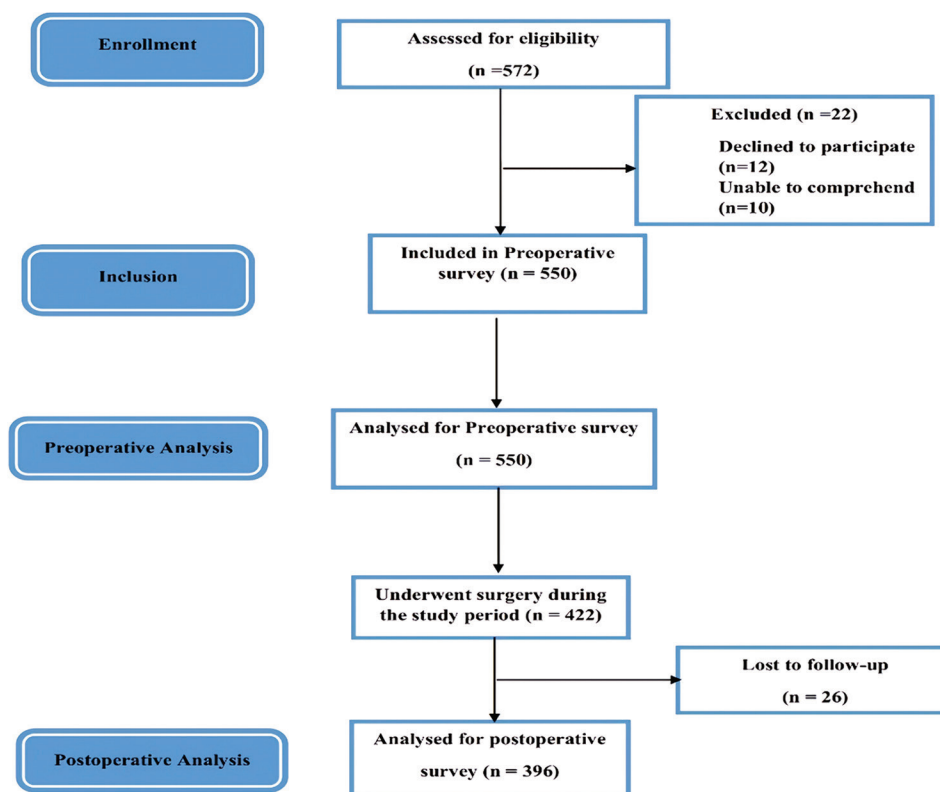 Enrollment
Assessed for eligibility
(n =572)
Excluded (n =22)
Declined to participate
(n=12)
Unable to comprehend
(n=10)
Inclusion
Included in Preoperative
survey (n = 550)
Preoperative Analysis
Analysed for Preoperative survey
(n = 550)
Underwent surgery during
the study period (n = 422)
Lost to follow-up
(n = 26)
Postoperative Analysis
Analysed for postoperative
survey (n = 396)